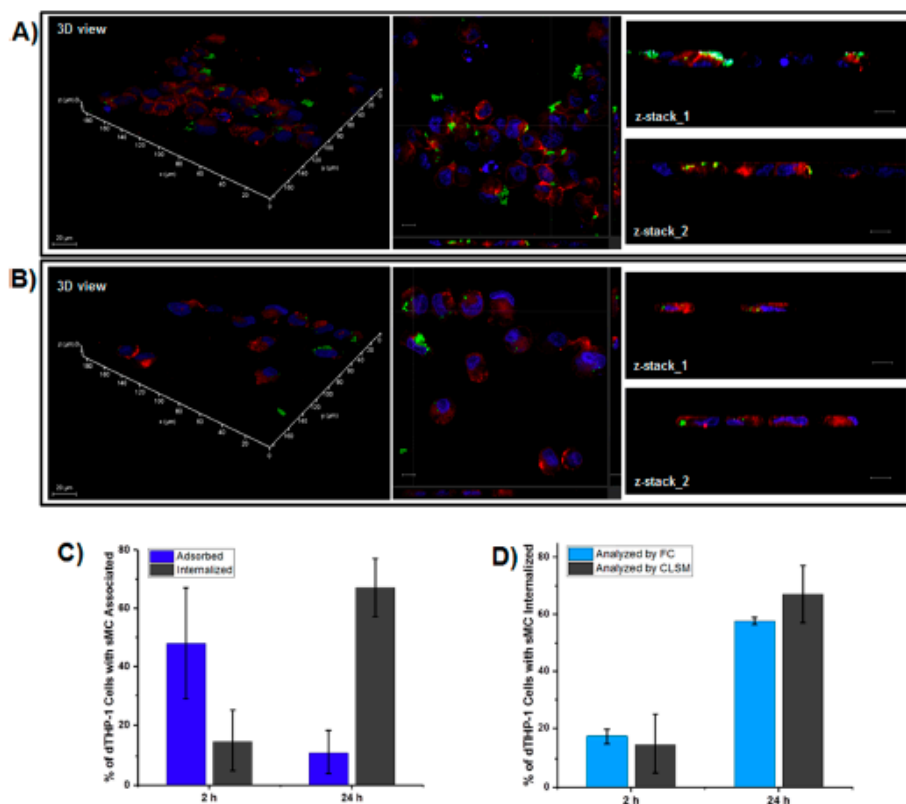 A)
3D view
z-stack_1
z-stack_2
20 µm
B)
3D view
z-stack_1
z-stack_2
20 µm
C)
Adsorbed
Internalized
% of dTHP-1 Cells with sMC Associated
80
60
40
20
0
2 h
24 h
D)
Analyzed by FC
Analyzed by CLSM
% of dTHP-1 Cells with sMC Internalized
80
60
40
20
0
2 h
24 h